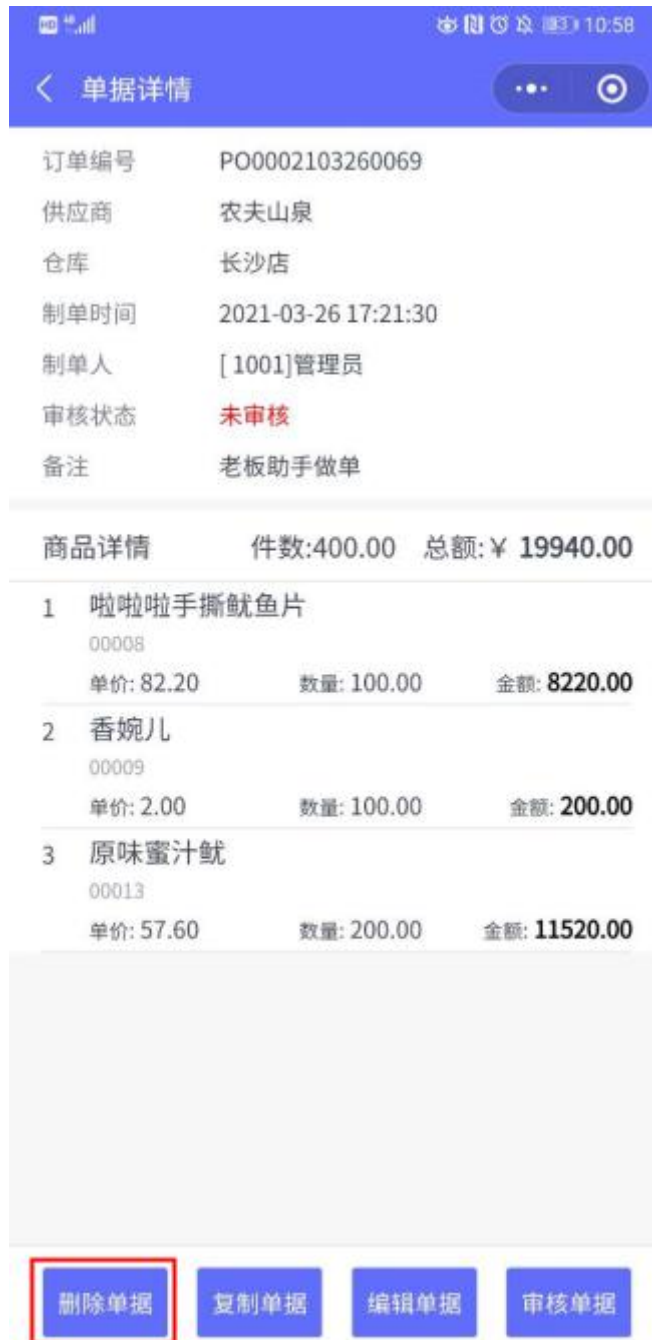 HD 4G 83 10:58
单据详情
订单编号 PO0002103260069
供应商 农夫山泉
仓库 长沙店
制单时间 2021-03-26 17:21:30
制单人 [ 1001]管理员
审核状态 未审核
备注 老板助手做单
商品详情 件数:400.00 总额:¥ 19940.00
1 啦啦啦手撕鱿鱼片
00008
单价: 82.20 数量: 100.00 金额: 8220.00
2 香婉儿
00009
单价: 2.00 数量: 100.00 金额: 200.00
3 原味蜜汁鱿
00013
单价: 57.60 数量: 200.00 金额: 11520.00
删除单据 复制单据 编辑单据 审核单据